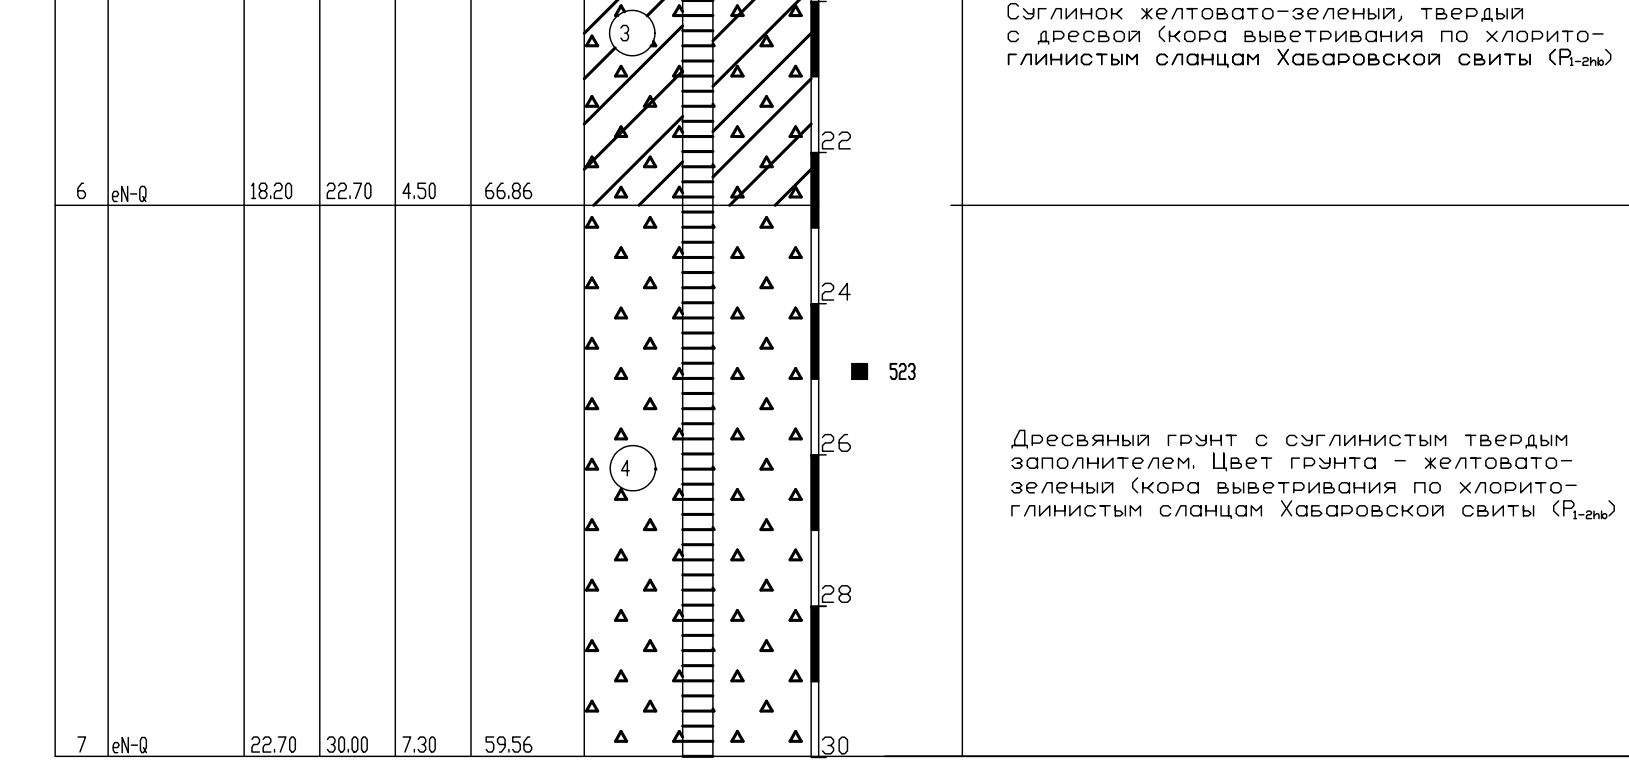 3
Суглинок желтовато-зеленый, твердый
с дресвой (кора выветривания по хлорито-
глинистым сланцам Хабаровской свиты (P1-2hb)
22
6 eN-Q 18.20 22.70 4.50 66.86
24
523
26
4
Дресвяный грунт с суглинистым твердым
заполнителем. Цвет грунта - желтовато-
зеленый (кора выветривания по хлорито-
глинистым сланцам Хабаровской свиты (P1-2hb)
28
7 eN-Q 22.70 30.00 7.30 59.56
30